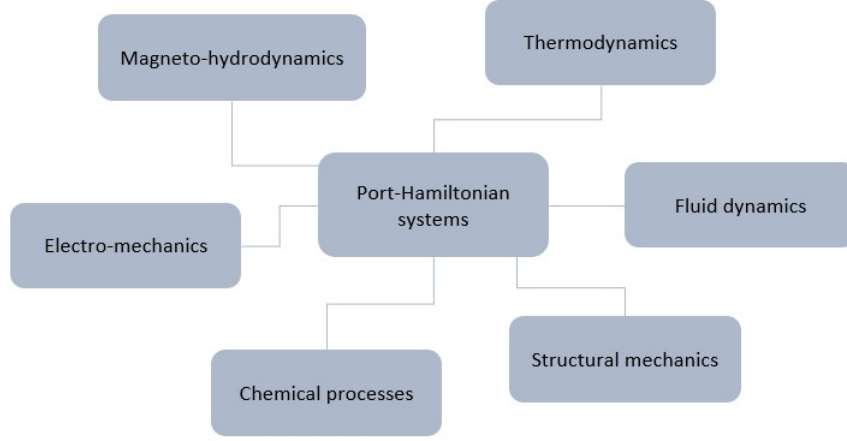 Magneto-hydrodynamics
Thermodynamics
Port-Hamiltonian
systems
Fluid dynamics
Electro-mechanics
Structural mechanics
Chemical processes